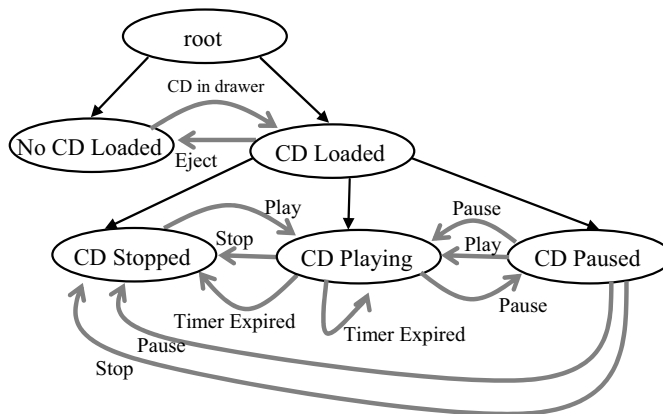 root
CD in drawer
No CD Loaded
Eject
CD Loaded
Play
Pause
Stop
Play
CD Stopped
CD Playing
CD Paused
Timer Expired
Timer Expired
Pause
Pause
Stop